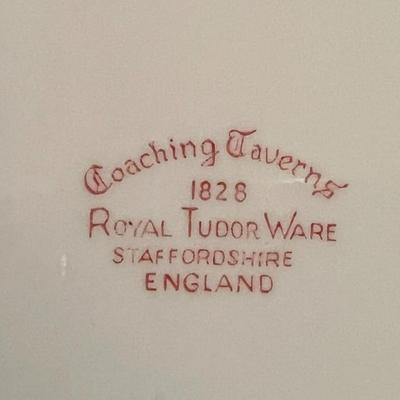 Coaching Taverns
1828
ROYAL TUDOR WARE
STAFFORDSHIRE
ENGLAND